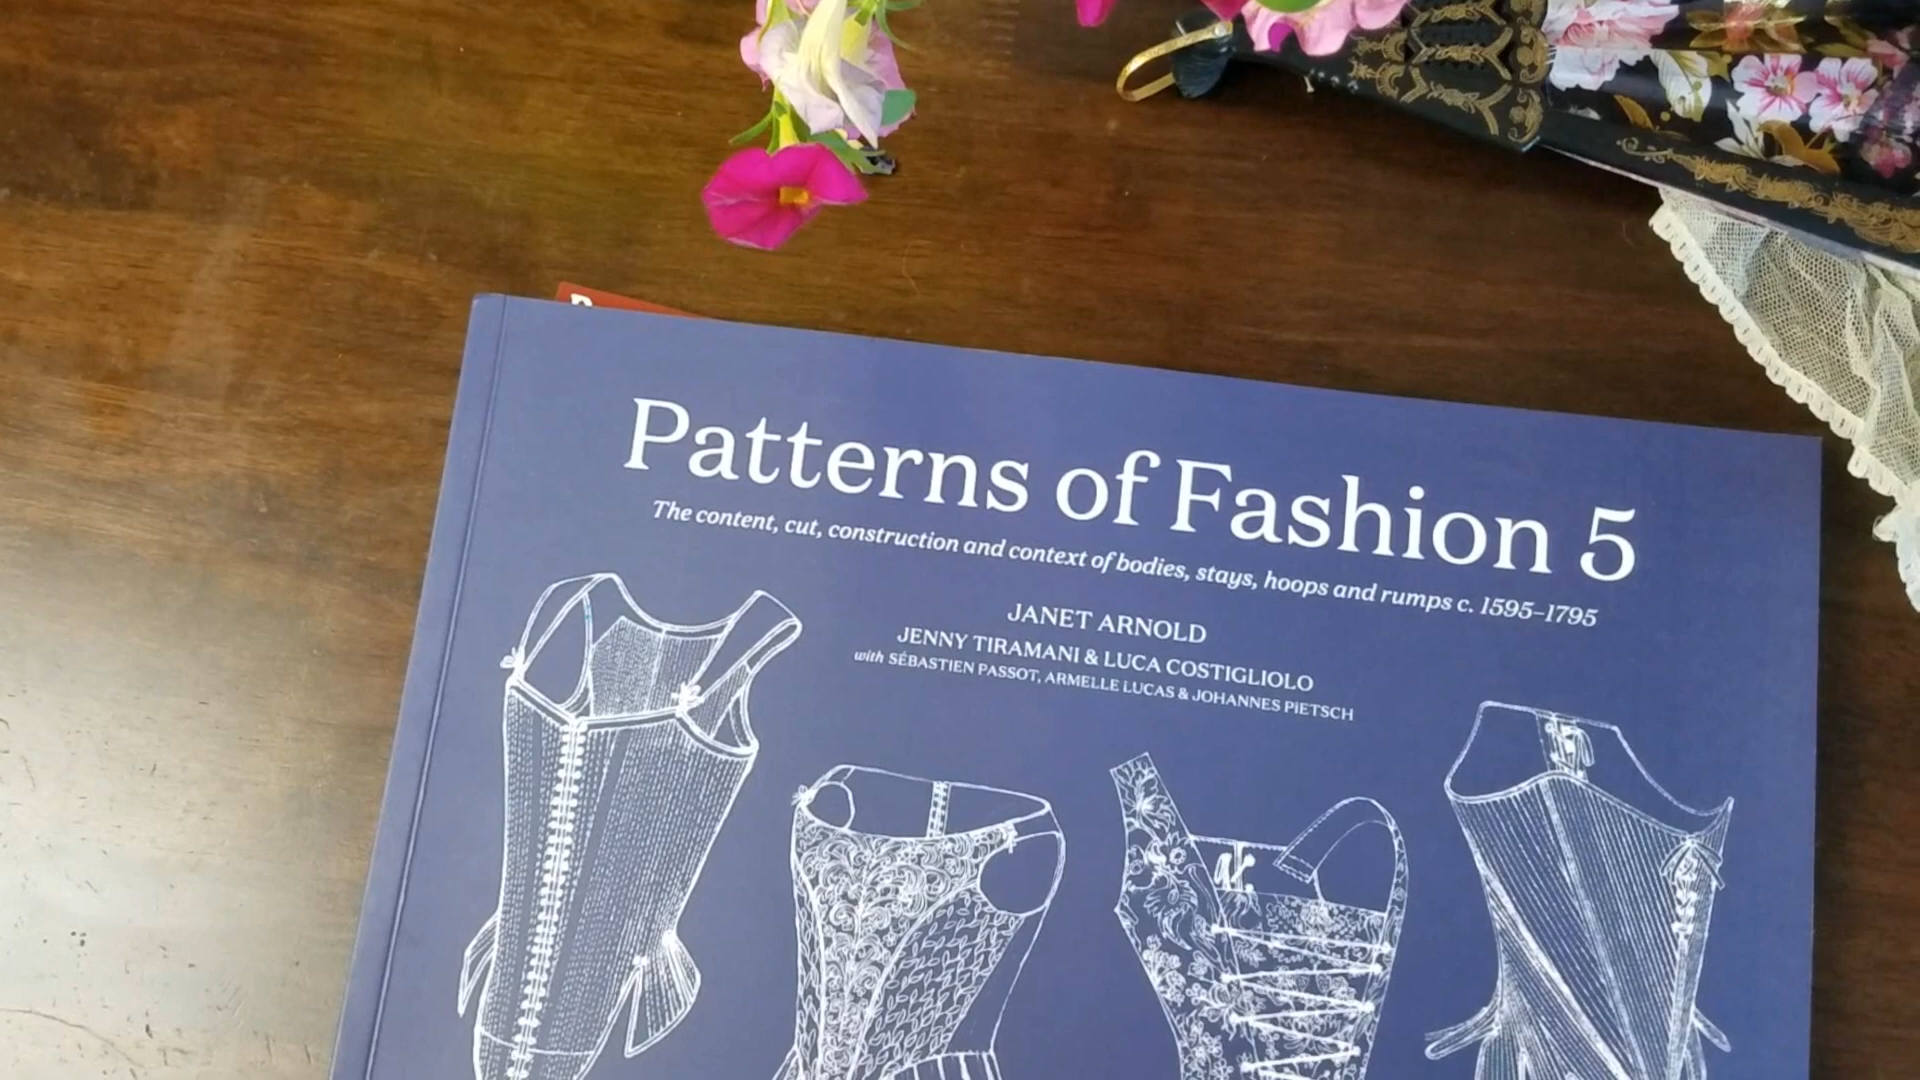 Patterns of Fashion 5
The content, cut, construction and context of bodies, stays, hoops and rumps c. 1595–1795
JANET ARNOLD
JENNY TIRAMANI & LUCA COSTIGLIOLO
with SÉBASTIEN PASSOT, ARMELLE LUCAS & JOHANNES PIETSCH